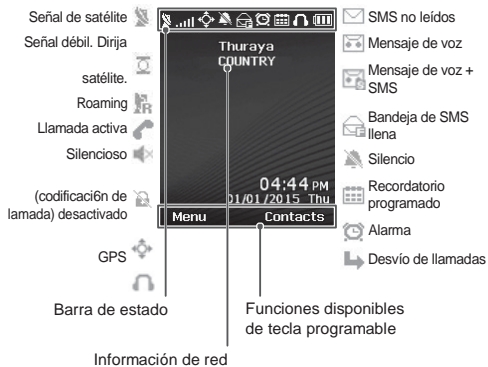 Señal de satélite
Señal débil. Dirija
satélite.
Roaming
Llamada activa
Silencioso
(codificaci6n de
lamada) desactivado
GPS
Thuraya
COUNTRY
04:44 PM
01/01/2015 Thu
Menu Contacts
SMS no leídos
Mensaje de voz
Mensaje de voz +
SMS
Bandeja de SMS
llena
Silencio
Recordatorio
programado
Alarma
Desvío de llamadas
Barra de estado
Funciones disponibles
de tecla programable
Información de red